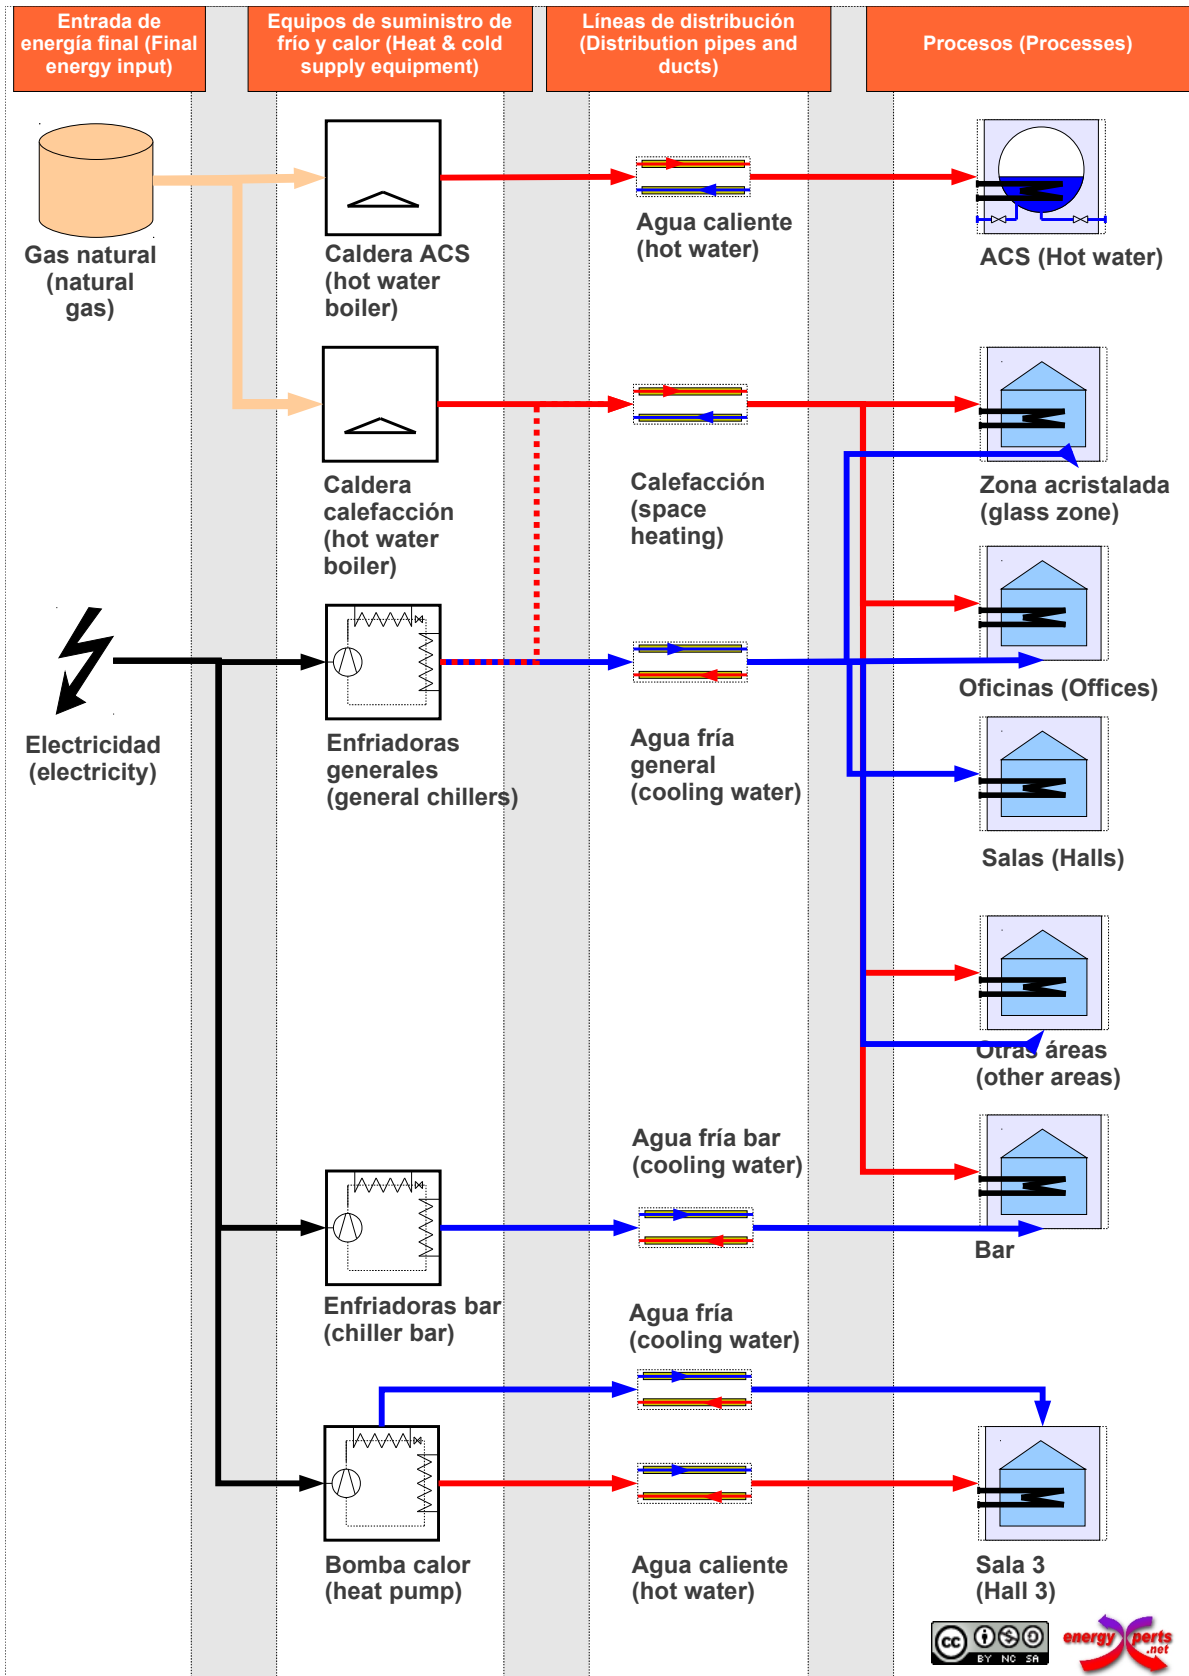 Entrada de
energía final (Final
energy input)
Equipos de suministro de
frío y calor (Heat & cold
supply equipment)
Líneas de distribución
(Distribution pipes and
ducts)
Procesos (Processes)
Gas natural
(natural
gas)
Caldera ACS
(hot water
boiler)
Agua caliente
(hot water)
ACS (Hot water)
Caldera
calefacción
(hot water
boiler)
Calefacción
(space
heating)
Zona acristalada
(glass zone)
Oficinas (Offices)
Electricidad
(electricity)
Enfriadoras
generales
(general chillers)
Agua fría
general
(cooling water)
Salas (Halls)
Otras áreas
(other areas)
Agua fría bar
(cooling water)
Bar
Enfriadoras bar
(chiller bar)
Agua fría
(cooling water)
Bomba calor
(heat pump)
Agua caliente
(hot water)
Sala 3
(Hall 3)
cc
BY NC SA
energyXperts
.net